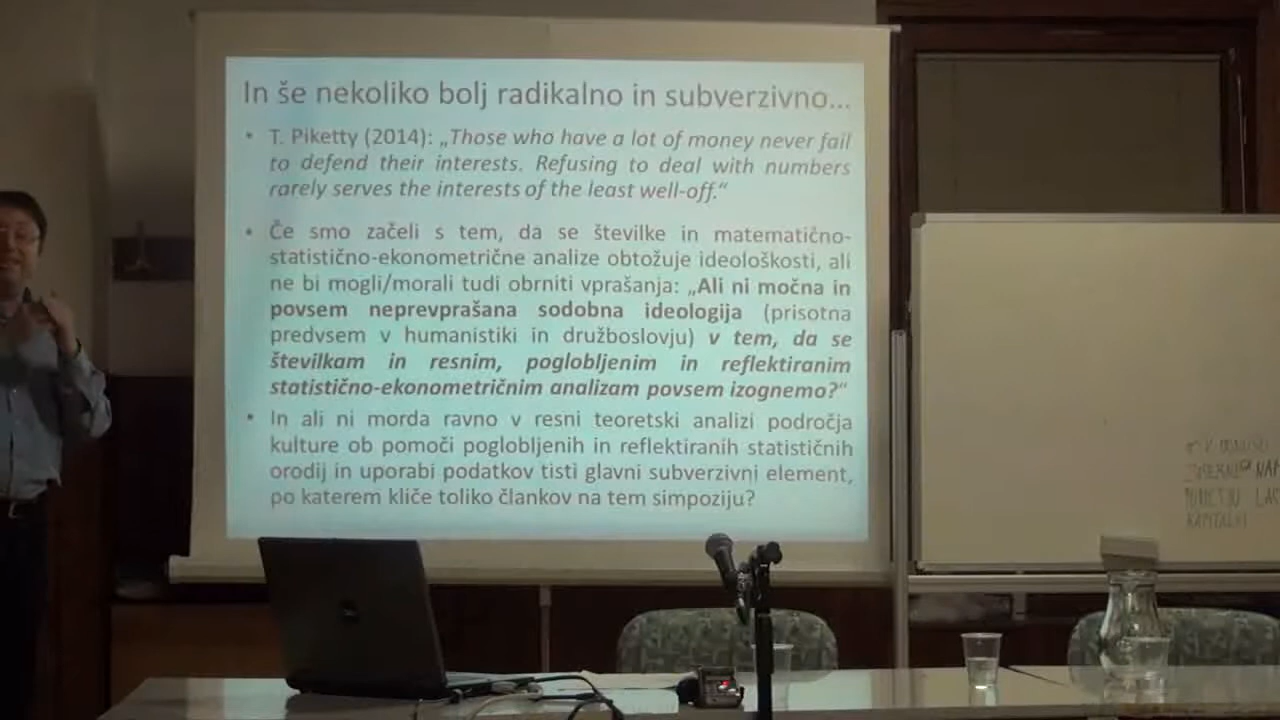 In še nekoliko bolj radikalno in subverzivno...
• T. Piketty (2014): „Those who have a lot of money never fail
to defend their interests. Refusing to deal with numbers
rarely serves the interests of the least well-off.“
• Če smo začeli s tem, da se številke in matematično-
statistično-ekonometrične analize obtožuje ideološkosti, ali
ne bi mogli/morali tudi obrniti vprašanja: „Ali ni močna in
povsem neprevprašana sodobna ideologija (prisotna
predvsem v humanistiki in družboslovju) v tem, da se
številkam in resnim, poglobljenim in reflektiranim
statistično-ekonometričnim analizam povsem izognemo?“
• In ali ni morda ravno v resni teoretski analizi področja
kulture ob pomoči poglobljenih in reflektiranih statističnih
orodij in uporabi podatkov tisti glavni subverzivni element,
po katerem kliče toliko člankov na tem simpoziju?
KAPITALA